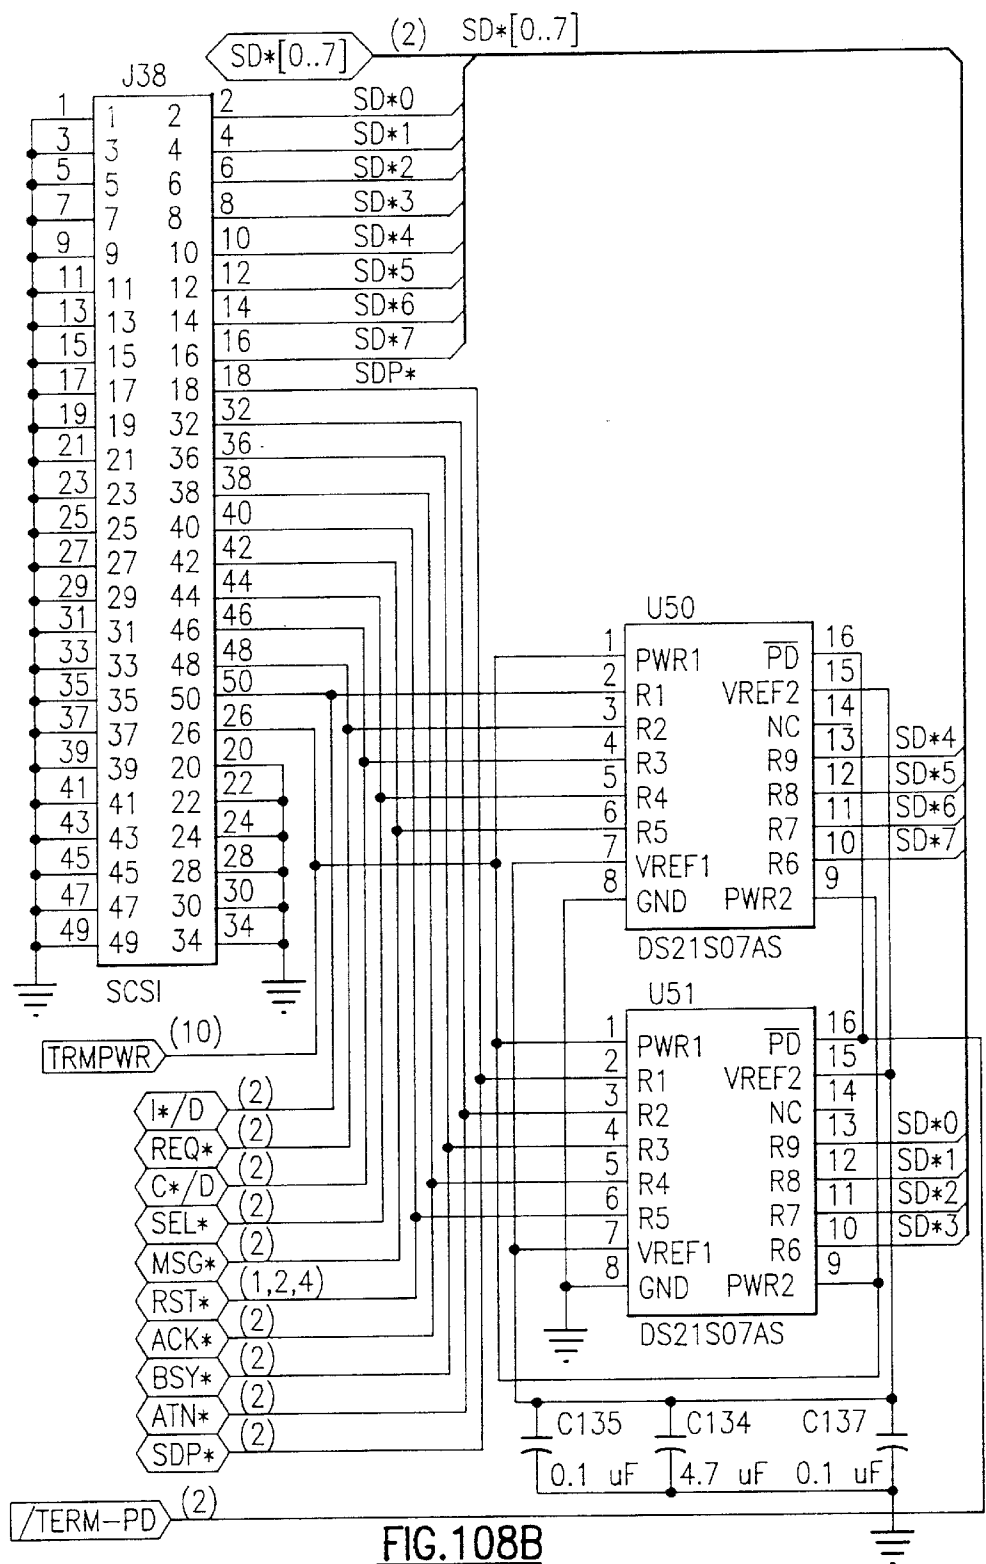 SD*[0..7] (2) SD*[0..7]
J38
1 1 2 2 SD*0
3 3 4 4 SD*1
5 5 6 6 SD*2
7 7 8 8 SD*3
9 9 10 10 SD*4
11 11 12 12 SD*5
13 13 14 14 SD*6
15 15 16 16 SD*7
17 17 18 18 SDP*
19 19 32 32
21 21 36 36
23 23 38 38
25 25 40 40
27 27 42 42
29 29 44 44
31 31 46 46
33 33 48 48
35 35 50 50
37 37 26 26
39 39 20 20
41 41 22 22
43 43 24 24
45 45 28 28
47 47 30 30
49 49 34 34
SCSI
U50
1 PWR1 PD 16
2 R1 VREF2 15
3 R2 NC 14
4 R3 R9 13 SD*4
5 R4 R8 12 SD*5
6 R5 R7 11 SD*6
7 VREF1 R6 10 SD*7
8 GND PWR2 9
DS21S07AS
U51
1 PWR1 PD 16
2 R1 VREF2 15
3 R2 NC 14
4 R3 R9 13 SD*0
5 R4 R8 12 SD*1
6 R5 R7 11 SD*2
7 VREF1 R6 10 SD*3
8 GND PWR2 9
DS21S07AS
TRMPWR (10)
I*/D (2)
REQ* (2)
C*/D (2)
SEL* (2)
MSG* (2)
RST* (1,2,4)
ACK* (2)
BSY* (2)
ATN* (2)
SDP* (2)
C135 C134 C137
0.1 uF 4.7 uF 0.1 uF
/TERM-PD (2)
FIG.108B